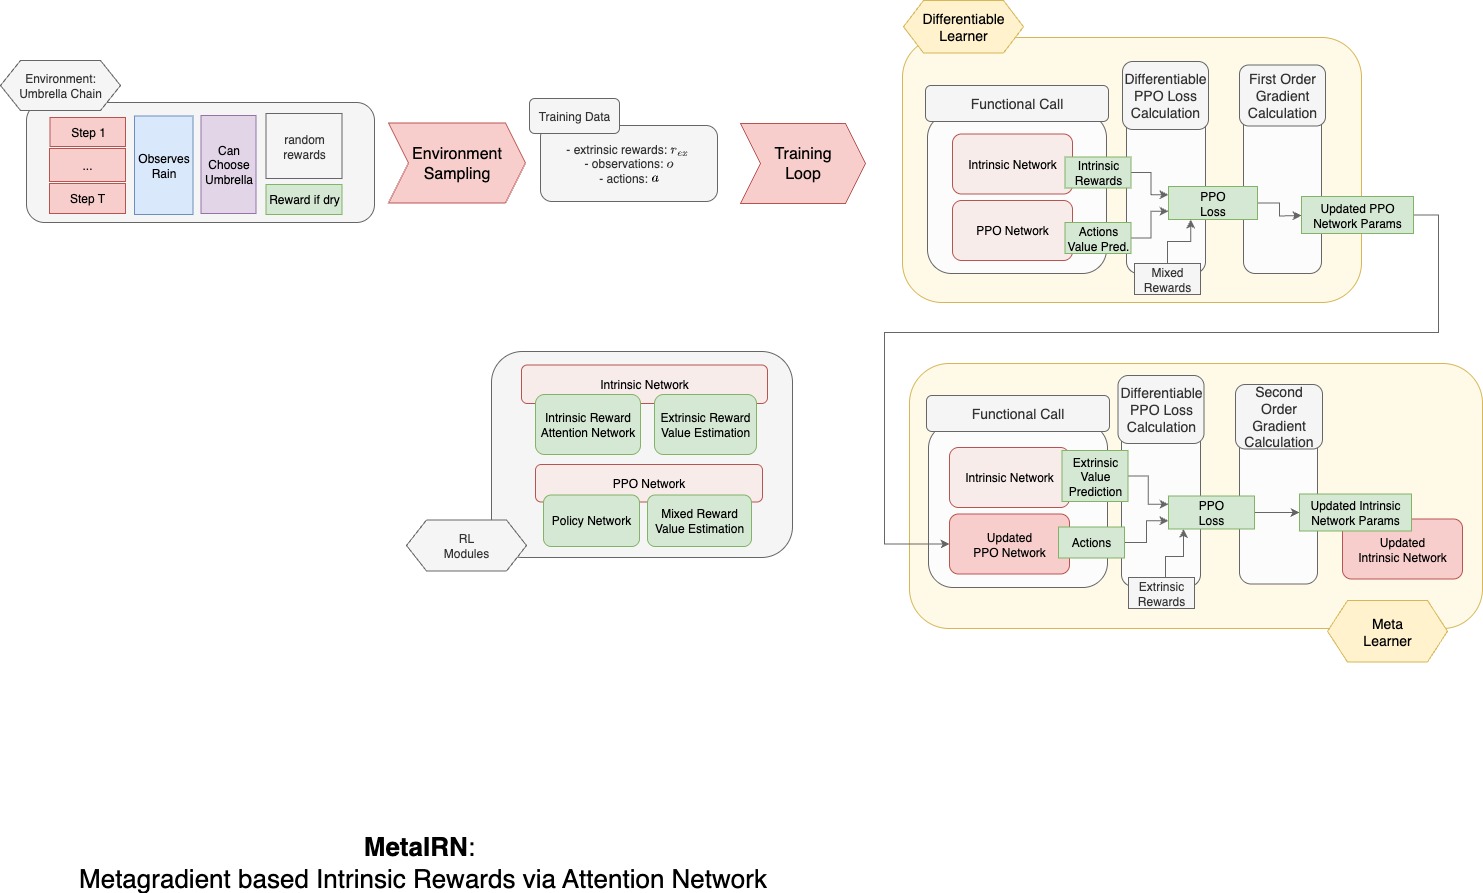 Environment:
Umbrella Chain
Step 1
...
Step T
Observes
Rain
Can
Choose
Umbrella
random
rewards
Reward if dry
Environment
Sampling
Training Data
- extrinsic rewards: r_ex
- observations: o
- actions: a
Training
Loop
Differentiable
Learner
Functional Call
Intrinsic Network
Intrinsic
Rewards
PPO Network
Actions
Value Pred.
Differentiable
PPO Loss
Calculation
PPO
Loss
Mixed
Rewards
First Order
Gradient
Calculation
Updated PPO
Network Params
RL
Modules
Intrinsic Network
Intrinsic Reward
Attention Network
Extrinsic Reward
Value Estimation
PPO Network
Policy Network
Mixed Reward
Value Estimation
Functional Call
Intrinsic Network
Extrinsic
Value
Prediction
Updated
PPO Network
Actions
Differentiable
PPO Loss
Calculation
PPO
Loss
Extrinsic
Rewards
Second
Order
Gradient
Calculation
Updated Intrinsic
Network Params
Updated
Intrinsic Network
Meta
Learner
MetaIRN:
Metagradient based Intrinsic Rewards via Attention Network